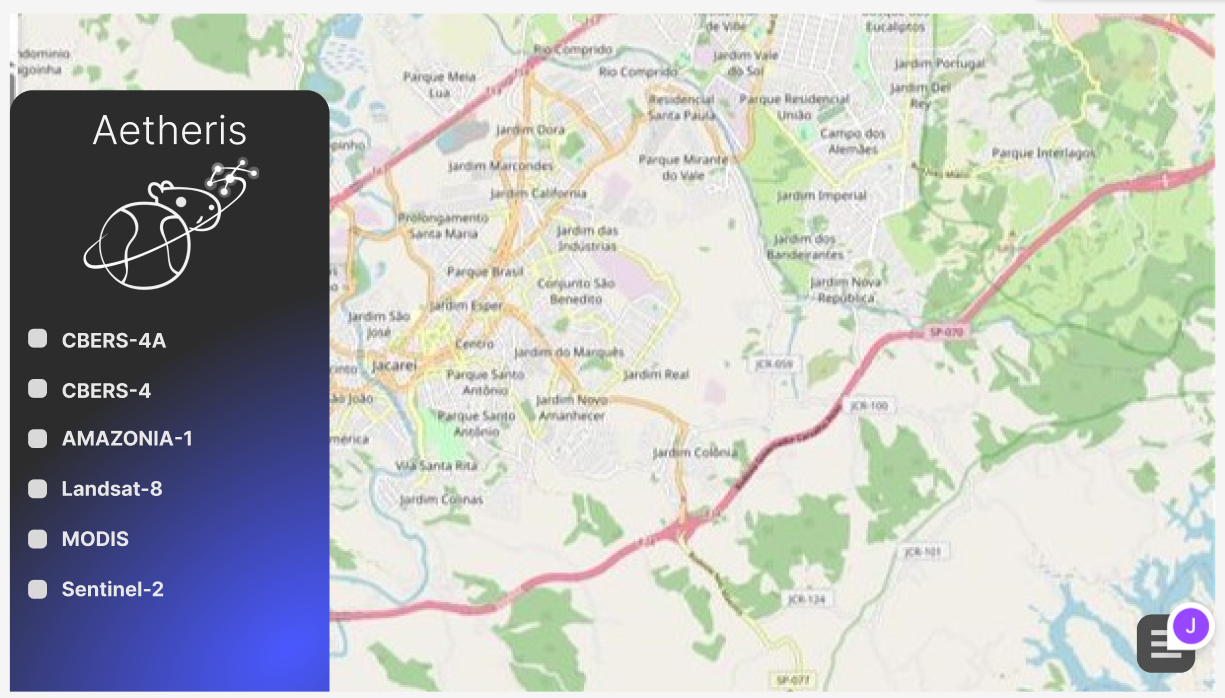 Aetheris
CBERS-4A
CBERS-4
AMAZONIA-1
Landsat-8
MODIS
Sentinel-2
de Ville
Eucaliptos
Rio Comprido
Jardim Vale
do Sol
Jardim Portugal
Parque Meia
Lua
Rio Comprido
Jardim Del
Rey
Residencial
Santa Paula
Parque Residencial
União
Jardim Dora
Campo dos
Alemães
Parque Mirante
do Vale
Parque Interlagos
Jardim Marcondes
Jardim California
Jardim Imperial
Prolongamento
Santa Maria
Jardim das
Indústrias
Jardim dos
Bandeirantes
Parque Brasil
Conjunto São
Benedito
Jardim Nova
República
Jardim Esper
Jardim São
José
SP-070
Centro
Jardim do Marquês
Jacareí
JCR-059
Parque Santo
Antônio
Jardim Real
Jardim Novo
Amanhecer
JCR-100
Parque Santo
Antônio
Jardim Colônia
Vila Santa Rita
Jardim Colinas
JCR-101
JCR-134
SP-077
J